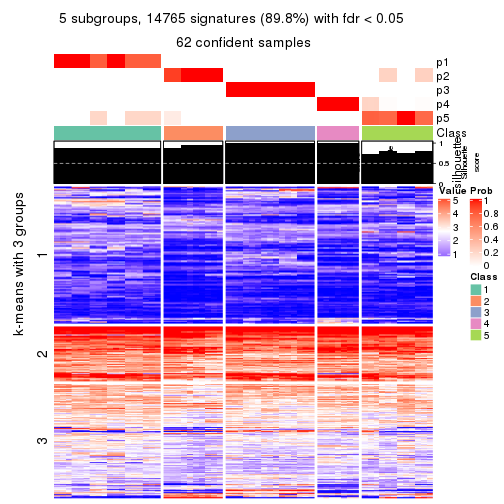 5 subgroups, 14765 signatures (89.8%) with fdr < 0.05
62 confident samples
p1
p2
p3
p4
p5
Class
1
0.5
0
silhouette
Silhouette
score
k-means with 3 groups
1
2
3
Value
5
4
3
2
1
Prob
1
0.8
0.6
0.4
0.2
0
Class
1
2
3
4
5